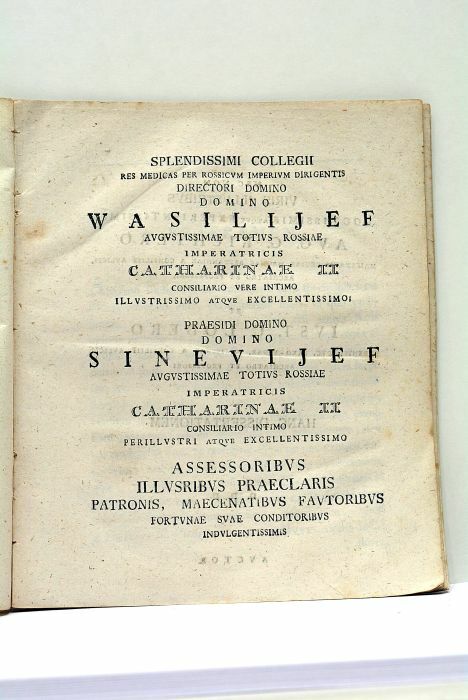 SPLENDISSIMI COLLEGII
RES MEDICAS PER ROSSICVM IMPERIVM DIRIGENTIS
DIRECTORI DOMINO
DOMINO
WASILIJEF
AVGVSTISSIMAE TOTIVS ROSSIAE
IMPERATRICIS
CATHARINAE II
CONSILIARIO VERE INTIMO
ILLVSTRISSIMO ATQVE EXCELLENTISSIMO;
PRAESIDI DOMINO
DOMINO
SINEVIJEF
AVGVSTISSIMAE TOTIVS ROSSIAE
IMPERATRICIS
CATHARINAE II
CONSILIARIO INTIMO
PERILLVSTRI ATQVE EXCELLENTISSIMO
ASSESSORIBVS
ILLVSRIBVS PRAECLARIS
PATRONIS, MAECENATIBVS FAVTORIBVS
FORTVNAE SVAE CONDITORIBVS
INDVLGENTISSIMIS